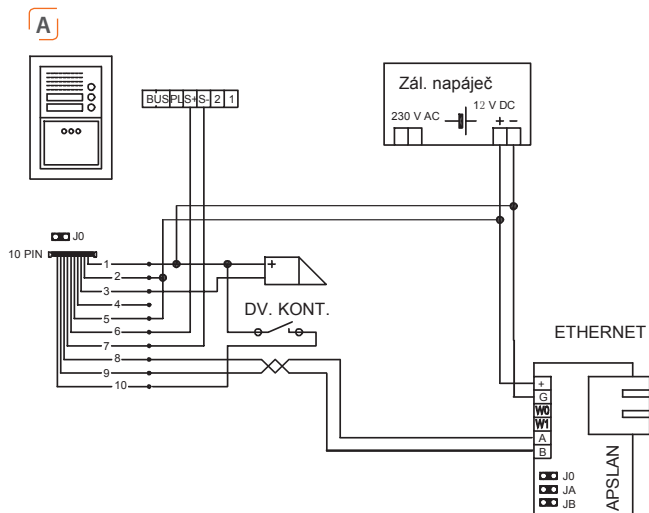 A
Zál. napáječ
230 V AC
12 V DC
+ −
BUS PL S+ S- 2 1
J0
10 PIN
1
2
3
4
5
6
7
8
9
10
+
DV. KONT.
ETHERNET
+
G
W0
W1
A
B
APSLAN
J0
JA
JB